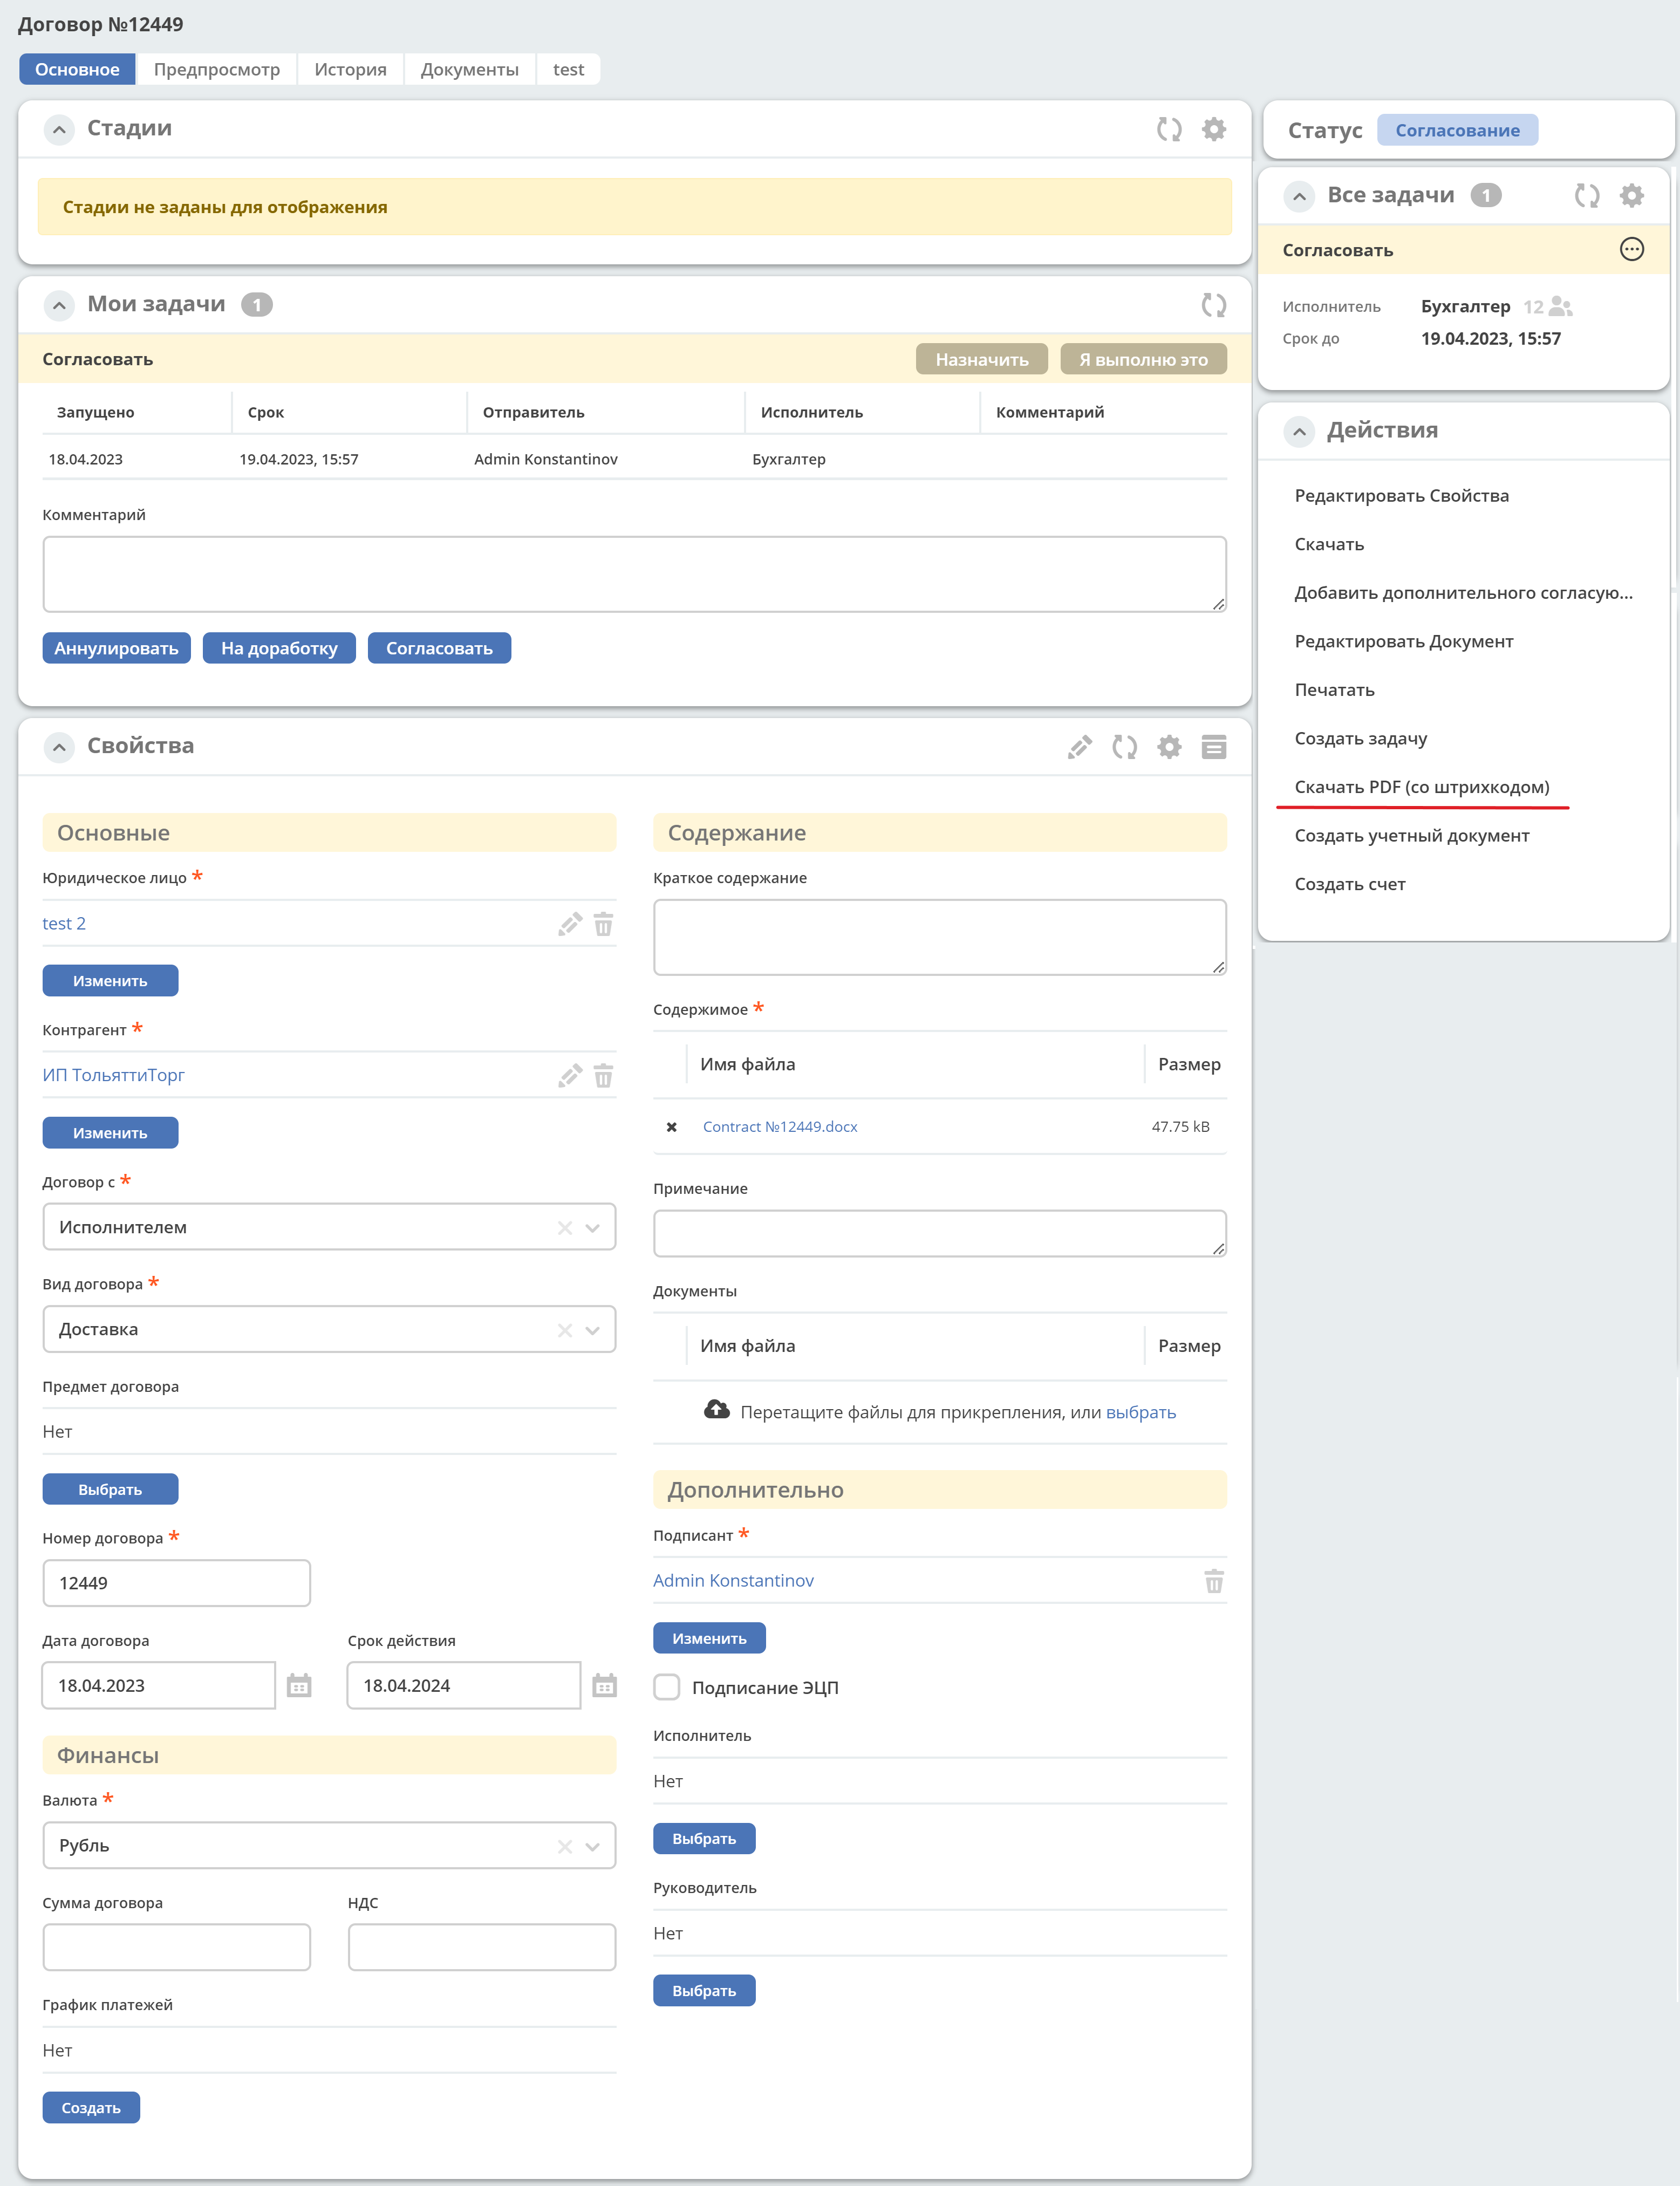 Договор №12449
Основное Предпросмотр История Документы test
Стадии
Стадии не заданы для отображения
Мои задачи 1
Согласовать Назначить Я выполню это
Запущено Срок Отправитель Исполнитель Комментарий
18.04.2023 19.04.2023, 15:57 Admin Konstantinov Бухгалтер
Комментарий
Аннулировать На доработку Согласовать
Свойства
Основные
Юридическое лицо *
test 2
Изменить
Контрагент *
ИП ТольяттиТорг
Изменить
Договор с *
Исполнителем
Вид договора *
Доставка
Предмет договора
Нет
Выбрать
Номер договора *
12449
Дата договора Срок действия
18.04.2023 18.04.2024
Финансы
Валюта *
Рубль
Сумма договора НДС
График платежей
Нет
Создать
Содержание
Краткое содержание
Содержимое *
Имя файла Размер
Contract №12449.docx 47.75 kB
Примечание
Документы
Имя файла Размер
Перетащите файлы для прикрепления, или выбрать
Дополнительно
Подписант *
Admin Konstantinov
Изменить
Подписание ЭЦП
Исполнитель
Нет
Выбрать
Руководитель
Нет
Выбрать
Статус Согласование
Все задачи 1
Согласовать
Исполнитель Бухгалтер 12
Срок до 19.04.2023, 15:57
Действия
Редактировать Свойства
Скачать
Добавить дополнительного согласую...
Редактировать Документ
Печатать
Создать задачу
Скачать PDF (со штрихкодом)
Создать учетный документ
Создать счет